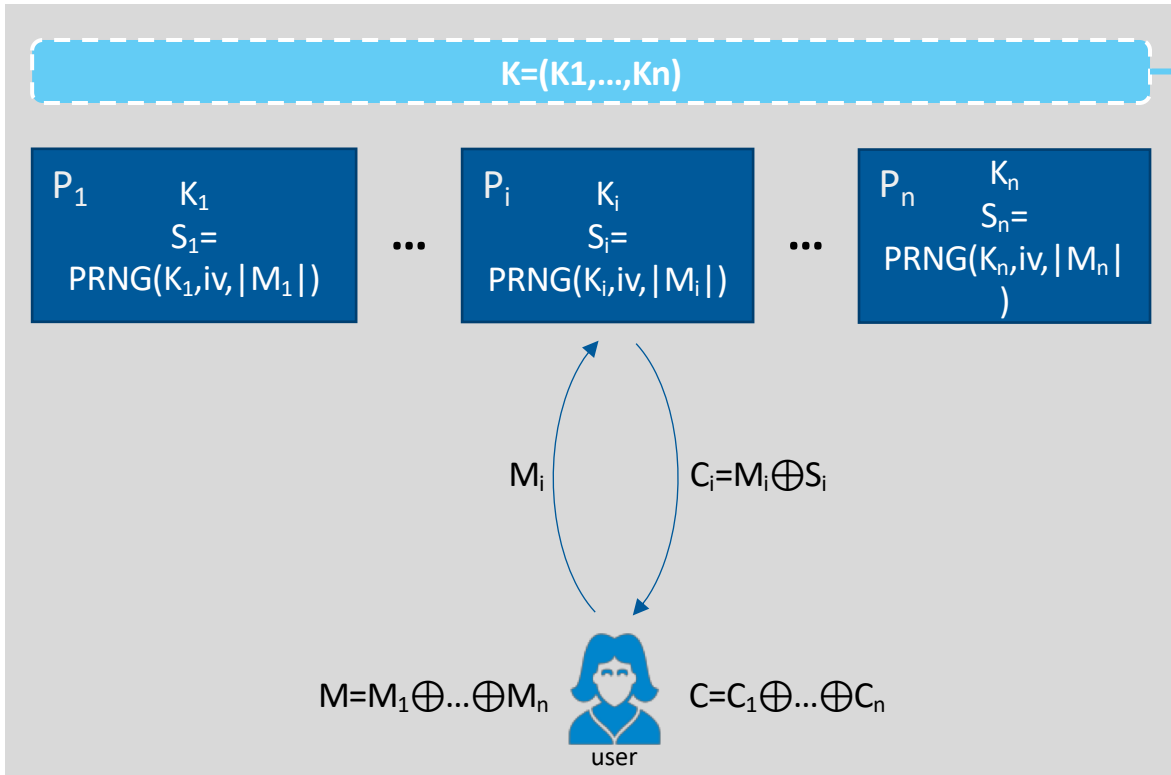 K=(K1,...,Kn)
P₁
K₁
S₁=
PRNG(K₁,iv,|M₁|)
...
Pᵢ
Kᵢ
Sᵢ=
PRNG(Kᵢ,iv,|Mᵢ|)
...
Pₙ
Kₙ
Sₙ=
PRNG(Kₙ,iv,|Mₙ|
)
Mᵢ
Cᵢ=Mᵢ⨁Sᵢ
M=M₁⨁...⨁Mₙ
C=C₁⨁...⨁Cₙ
user